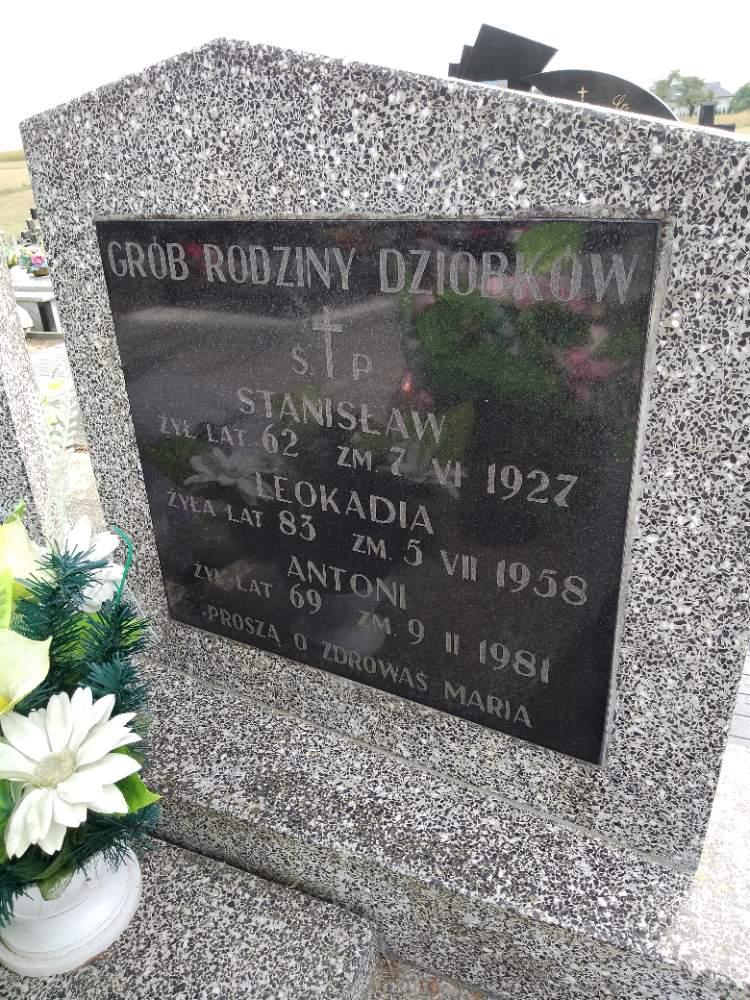 GRÓB RODZINY DZIOBKÓW
Ś. P
STANISŁAW
ŻYŁ LAT 62 ZM. 7 VI 1927
LEOKADIA
ŻYŁA LAT 83 ZM. 5 VII 1958
ANTONI
ŻYŁ LAT 69 ZM. 9 II 1981
PROSZĄ O ZDROWAŚ MARIA